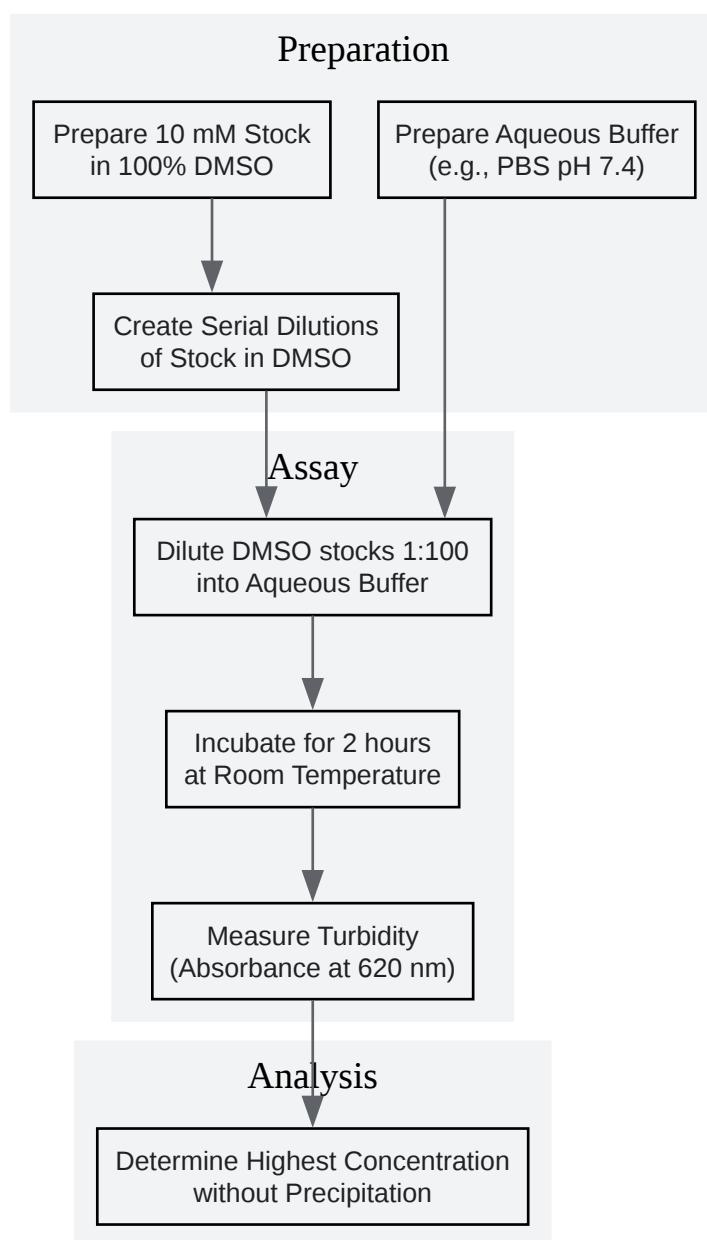 Preparation
Prepare 10 mM Stock
in 100% DMSO
Prepare Aqueous Buffer
(e.g., PBS pH 7.4)
Create Serial Dilutions
of Stock in DMSO
Assay
Dilute DMSO stocks 1:100
into Aqueous Buffer
Incubate for 2 hours
at Room Temperature
Measure Turbidity
(Absorbance at 620 nm)
Analysis
Determine Highest Concentration
without Precipitation